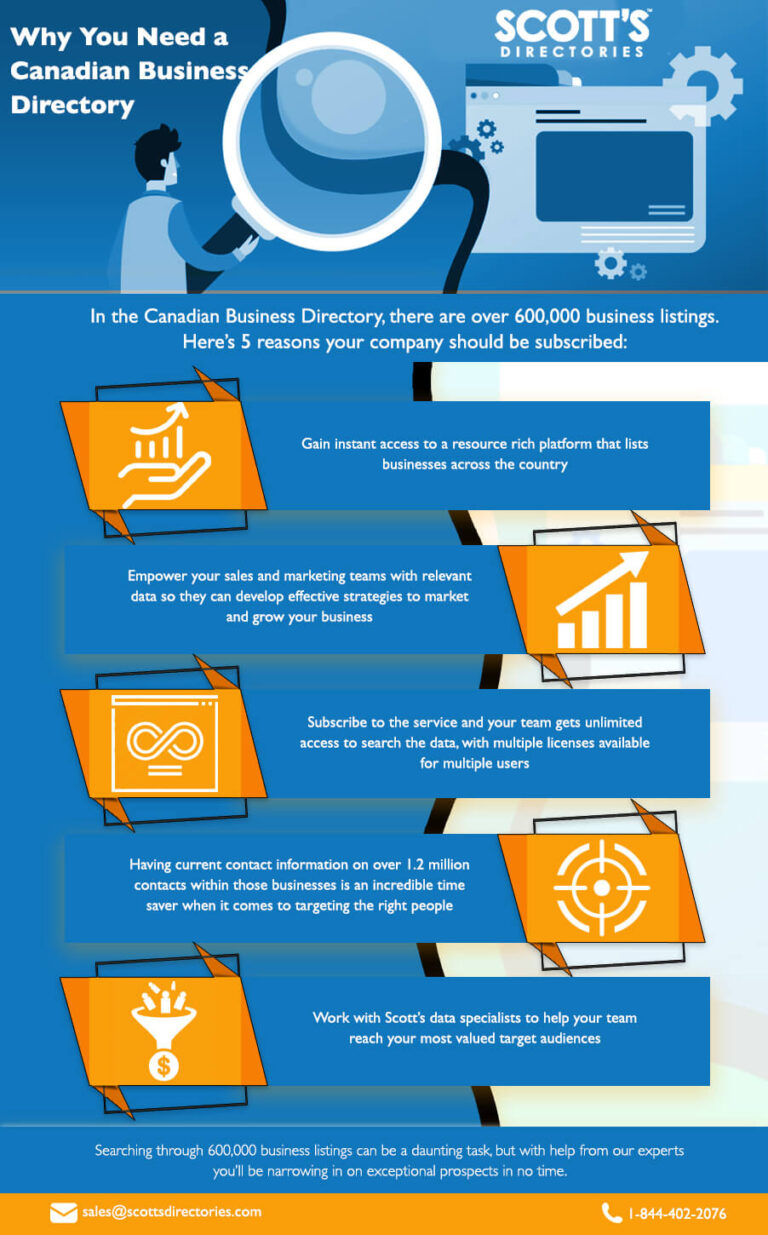 Why You Need a
Canadian Business
Directory
SCOTT'S™
DIRECTORIES
In the Canadian Business Directory, there are over 600,000 business listings.
Here's 5 reasons your company should be subscribed:
Gain instant access to a resource rich platform that lists
businesses across the country
Empower your sales and marketing teams with relevant
data so they can develop effective strategies to market
and grow your business
Subscribe to the service and your team gets unlimited
access to search the data, with multiple licenses available
for multiple users
Having current contact information on over 1.2 million
contacts within those businesses is an incredible time
saver when it comes to targeting the right people
$
Work with Scott's data specialists to help your team
reach your most valued target audiences
Searching through 600,000 business listings can be a daunting task, but with help from our experts
you'll be narrowing in on exceptional prospects in no time.
sales@scottsdirectories.com
1-844-402-2076